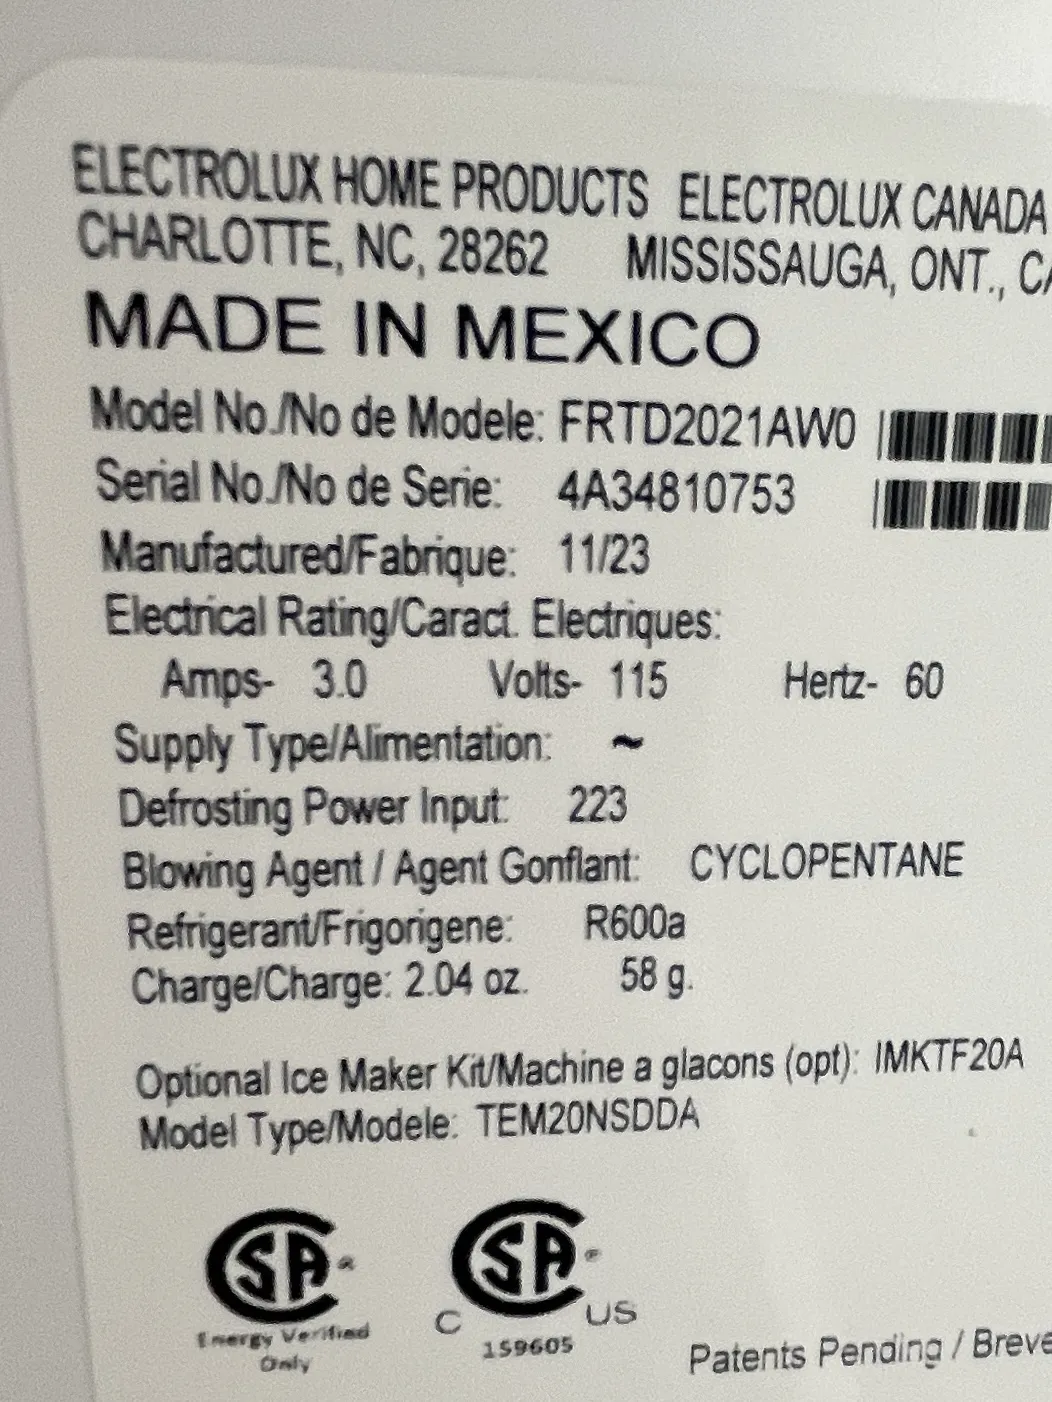 ELECTROLUX HOME PRODUCTS ELECTROLUX CANADA
CHARLOTTE, NC, 28262 MISSISSAUGA, ONT., CA
MADE IN MEXICO
Model No./No de Modele: FRTD2021AW0
Serial No./No de Serie: 4A34810753
Manufactured/Fabrique: 11/23
Electrical Rating/Caract. Electriques:
Amps- 3.0 Volts- 115 Hertz- 60
Supply Type/Alimentation: ~
Defrosting Power Input: 223
Blowing Agent / Agent Gonflant: CYCLOPENTANE
Refrigerant/Frigorigene: R600a
Charge/Charge: 2.04 oz. 58 g.
Optional Ice Maker Kit/Machine a glacons (opt): IMKTF20A
Model Type/Modele: TEM20NSDDA
SA ® SA ®
C US
Energy Verified 159605
Only
Patents Pending / Breve